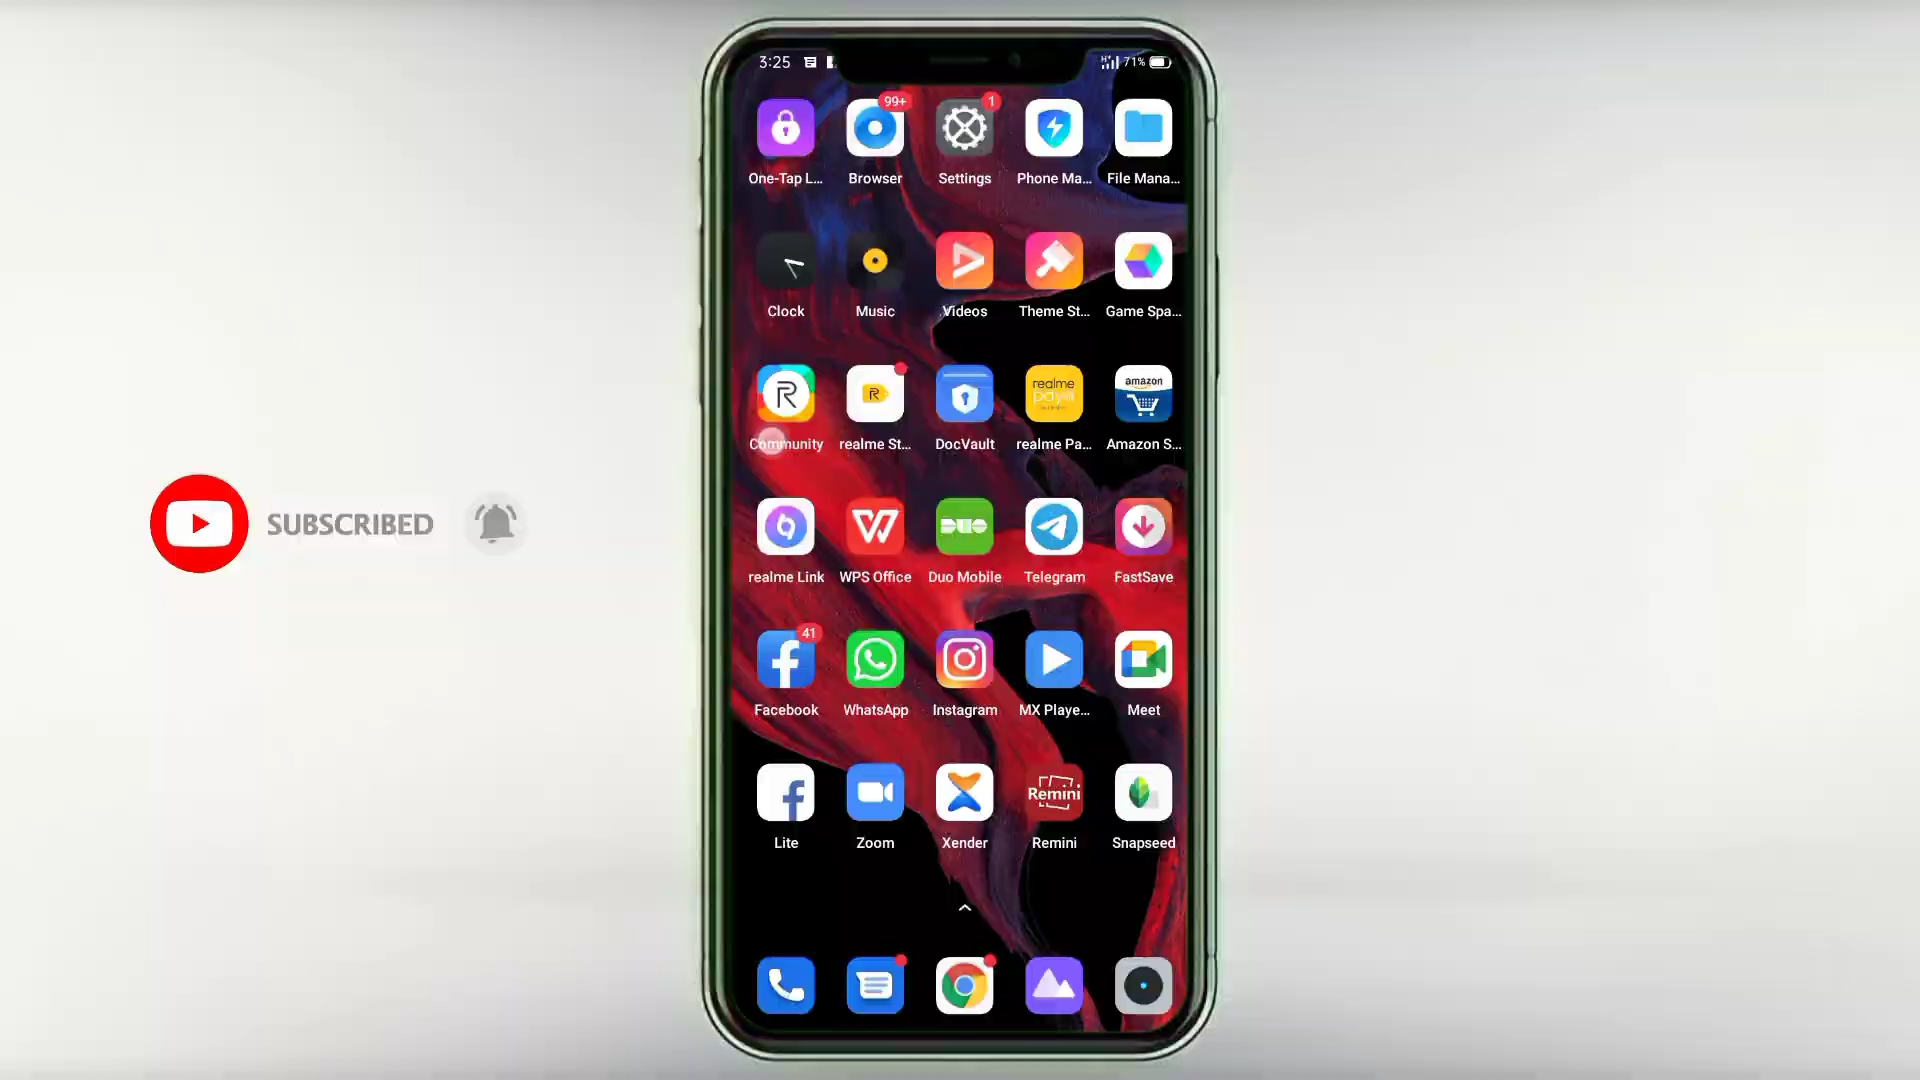 3:25 71%
99+ 1
One-Tap L... Browser Settings Phone Ma... File Mana...
Clock Music Videos Theme St... Game Spa...
realme pay
amazon
Community realme St... DocVault realme Pa... Amazon S...
SUBSCRIBED
DUO
realme Link WPS Office Duo Mobile Telegram FastSave
41
Facebook WhatsApp Instagram MX Playe... Meet
Remini
Lite Zoom Xender Remini Snapseed